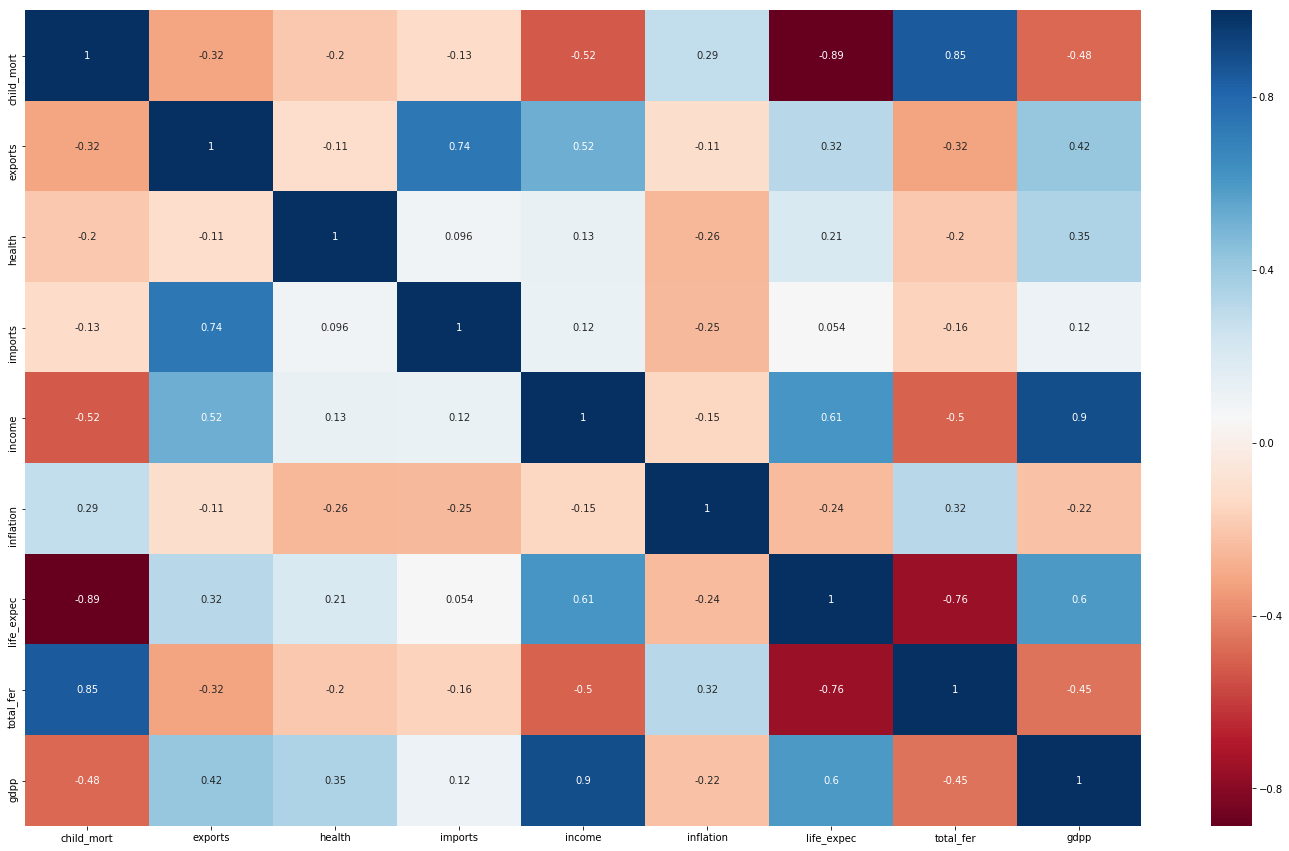 child_mort 1 -0.32 -0.2 -0.13 -0.52 0.29 -0.89 0.85 -0.48
exports -0.32 1 -0.11 0.74 0.52 -0.11 0.32 -0.32 0.42
health -0.2 -0.11 1 0.096 0.13 -0.26 0.21 -0.2 0.35
imports -0.13 0.74 0.096 1 0.12 -0.25 0.054 -0.16 0.12
income -0.52 0.52 0.13 0.12 1 -0.15 0.61 -0.5 0.9
inflation 0.29 -0.11 -0.26 -0.25 -0.15 1 -0.24 0.32 -0.22
life_expec -0.89 0.32 0.21 0.054 0.61 -0.24 1 -0.76 0.6
total_fer 0.85 -0.32 -0.2 -0.16 -0.5 0.32 -0.76 1 -0.45
gdpp -0.48 0.42 0.35 0.12 0.9 -0.22 0.6 -0.45 1
child_mort exports health imports income inflation life_expec total_fer gdpp
0.8
0.4
0.0
−0.4
−0.8